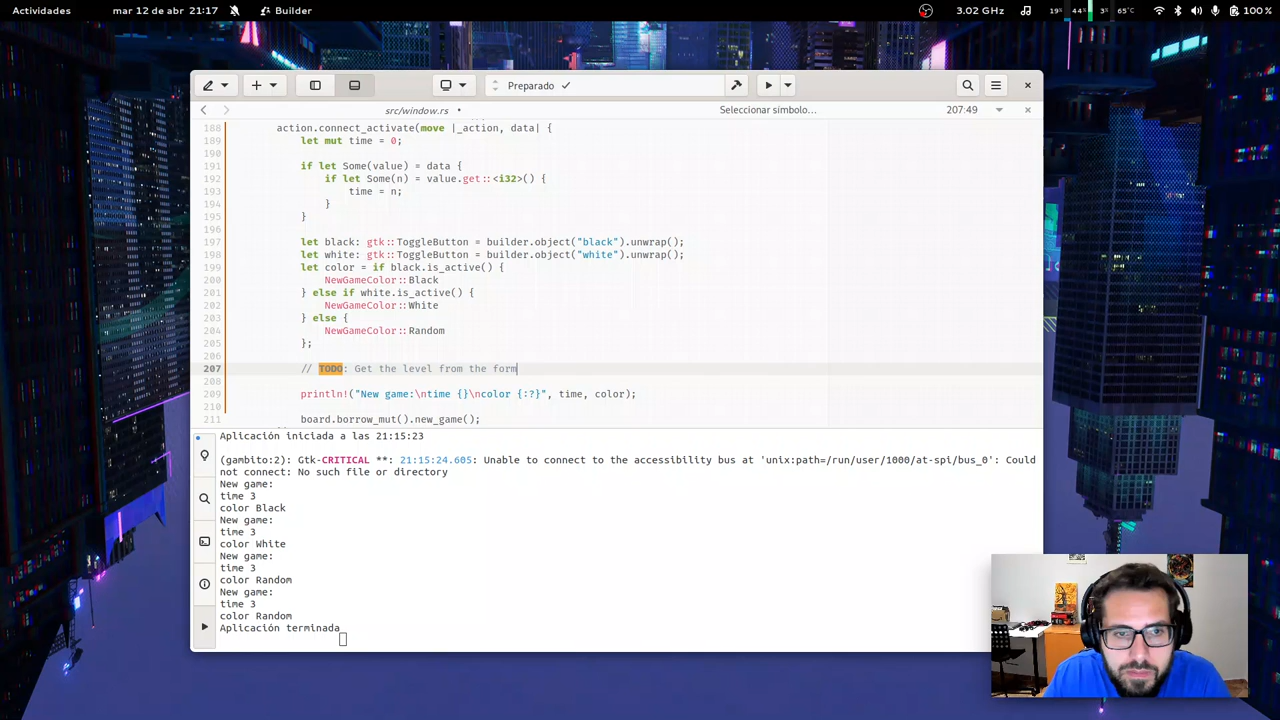 Actividades mar 12 de abr 21:17 Builder 3.02 GHz 19% 44% 3% 65°C 100 %
Preparado
src/window.rs • Seleccionar símbolo… 207:49
188 action.connect_activate(move |_action, data| {
189 let mut time = 0;
190
191 if let Some(value) = data {
192 if let Some(n) = value.get::<i32>() {
193 time = n;
194 }
195 }
196
197 let black: gtk::ToggleButton = builder.object("black").unwrap();
198 let white: gtk::ToggleButton = builder.object("white").unwrap();
199 let color = if black.is_active() {
200 NewGameColor::Black
201 } else if white.is_active() {
202 NewGameColor::White
203 } else {
204 NewGameColor::Random
205 };
206
207 // TODO: Get the level from the form
208
209 println!("New game:\ntime {}\ncolor {:?}", time, color);
210
211 board.borrow_mut().new_game();
Aplicación iniciada a las 21:15:23
(gambito:2): Gtk-CRITICAL **: 21:15:24.605: Unable to connect to the accessibility bus at 'unix:path=/run/user/1000/at-spi/bus_0': Could
not connect: No such file or directory
New game:
time 3
color Black
New game:
time 3
color White
New game:
time 3
color Random
New game:
time 3
color Random
Aplicación terminada